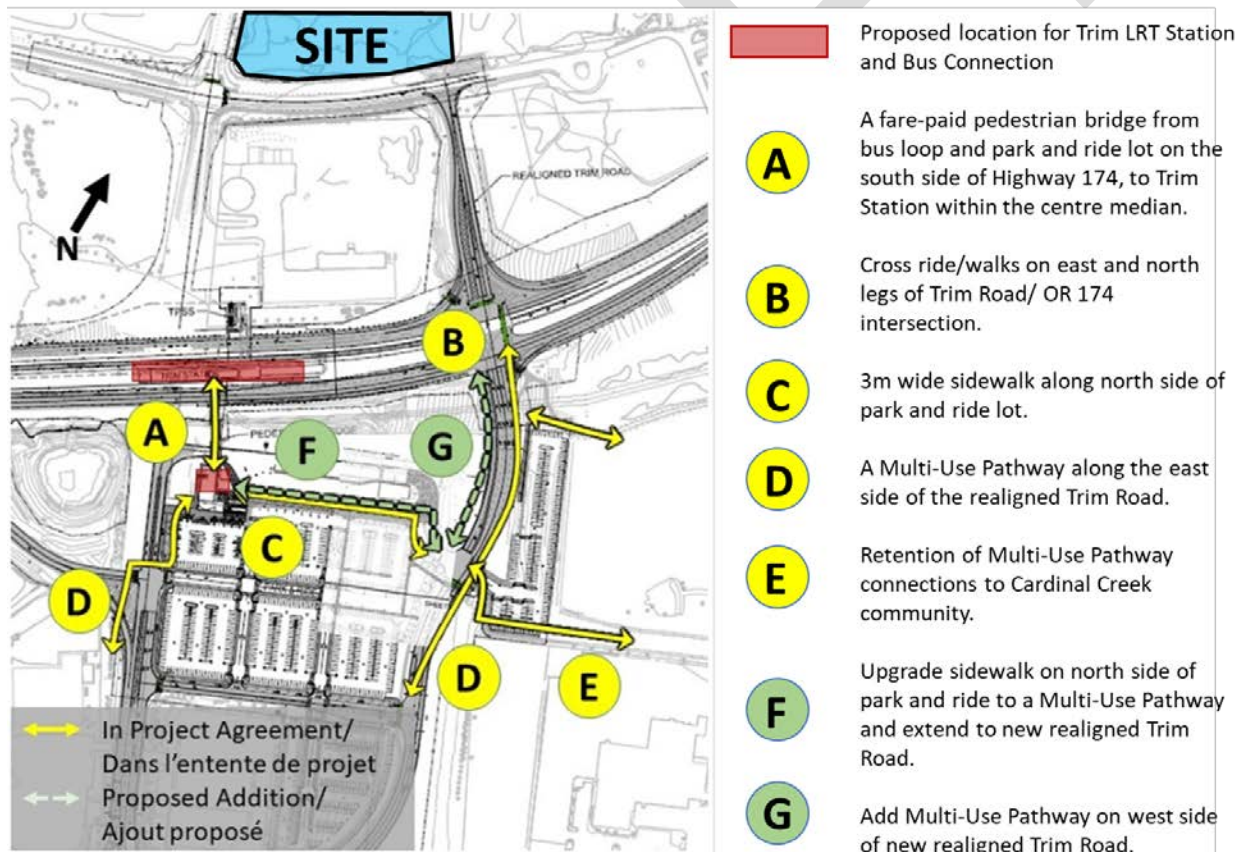 SITE
REALIGNED TRIM ROAD
N
TPSS
B
A
F
G
C
D
D
E
In Project Agreement/
Dans l'entente de projet
Proposed Addition/
Ajout proposé
Proposed location for Trim LRT Station
and Bus Connection
A
A fare-paid pedestrian bridge from
bus loop and park and ride lot on the
south side of Highway 174, to Trim
Station within the centre median.
B
Cross ride/walks on east and north
legs of Trim Road/ OR 174
intersection.
C
3m wide sidewalk along north side of
park and ride lot.
D
A Multi-Use Pathway along the east
side of the realigned Trim Road.
E
Retention of Multi-Use Pathway
connections to Cardinal Creek
community.
F
Upgrade sidewalk on north side of
park and ride to a Multi-Use Pathway
and extend to new realigned Trim
Road.
G
Add Multi-Use Pathway on west side
of new realigned Trim Road.